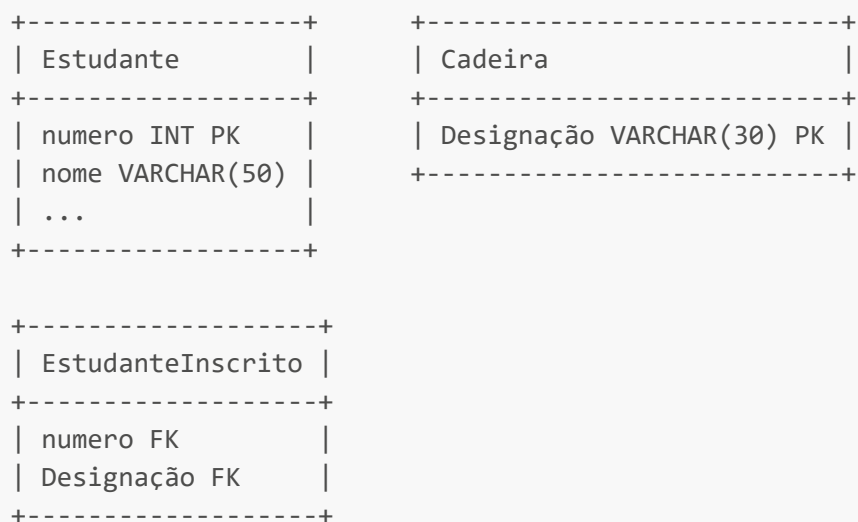 +------------------+ +---------------------------+
| Estudante | | Cadeira |
+------------------+ +---------------------------+
| numero INT PK | | Designação VARCHAR(30) PK |
| nome VARCHAR(50) | +---------------------------+
| ... |
+------------------+
+-------------------+
| EstudanteInscrito |
+-------------------+
| numero FK |
| Designação FK |
+-------------------+